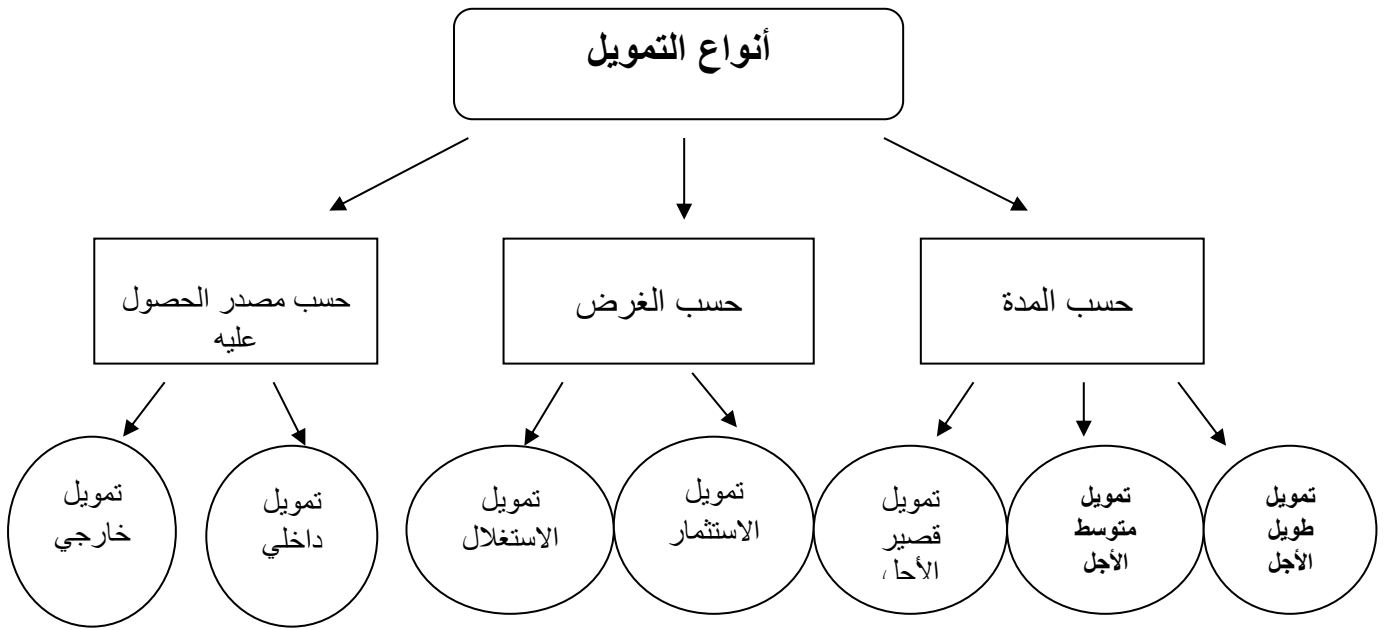 أنواع التمويل
حسب المدة
حسب الغرض
حسب مصدر الحصول
عليه
تمويل
طويل
الأجل
تمويل
متوسط
الأجل
تمويل
قصير
الأجل
تمويل
الاستثمار
تمويل
الاستغلال
تمويل
داخلي
تمويل
خارجي